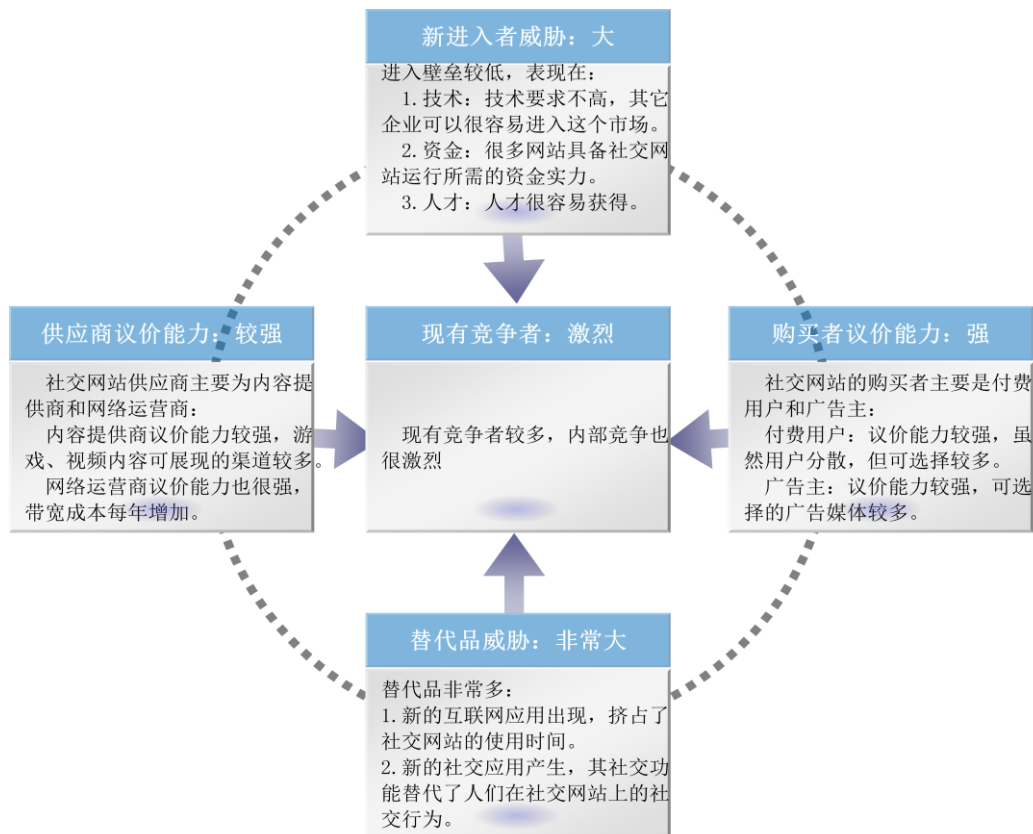 新进入者威胁：大
进入壁垒较低，表现在：
1.技术：技术要求不高，其它
企业可以很容易进入这个市场。
2.资金：很多网站具备社交网
站运行所需的资金实力。
3.人才：人才很容易获得。
供应商议价能力：较强
社交网站供应商主要为内容提
供商和网络运营商：
内容提供商议价能力较强，游
戏、视频内容可展现的渠道较多。
网络运营商议价能力也很强，
带宽成本每年增加。
现有竞争者：激烈
现有竞争者较多，内部竞争也
很激烈
购买者议价能力：强
社交网站的购买者主要是付费
用户和广告主：
付费用户：议价能力较强，虽
然用户分散，但可选择较多。
广告主：议价能力较强，可选
择的广告媒体较多。
替代品威胁：非常大
替代品非常多：
1.新的互联网应用出现，挤占了
社交网站的使用时间。
2.新的社交应用产生，其社交功
能替代了人们在社交网站上的社
交行为。